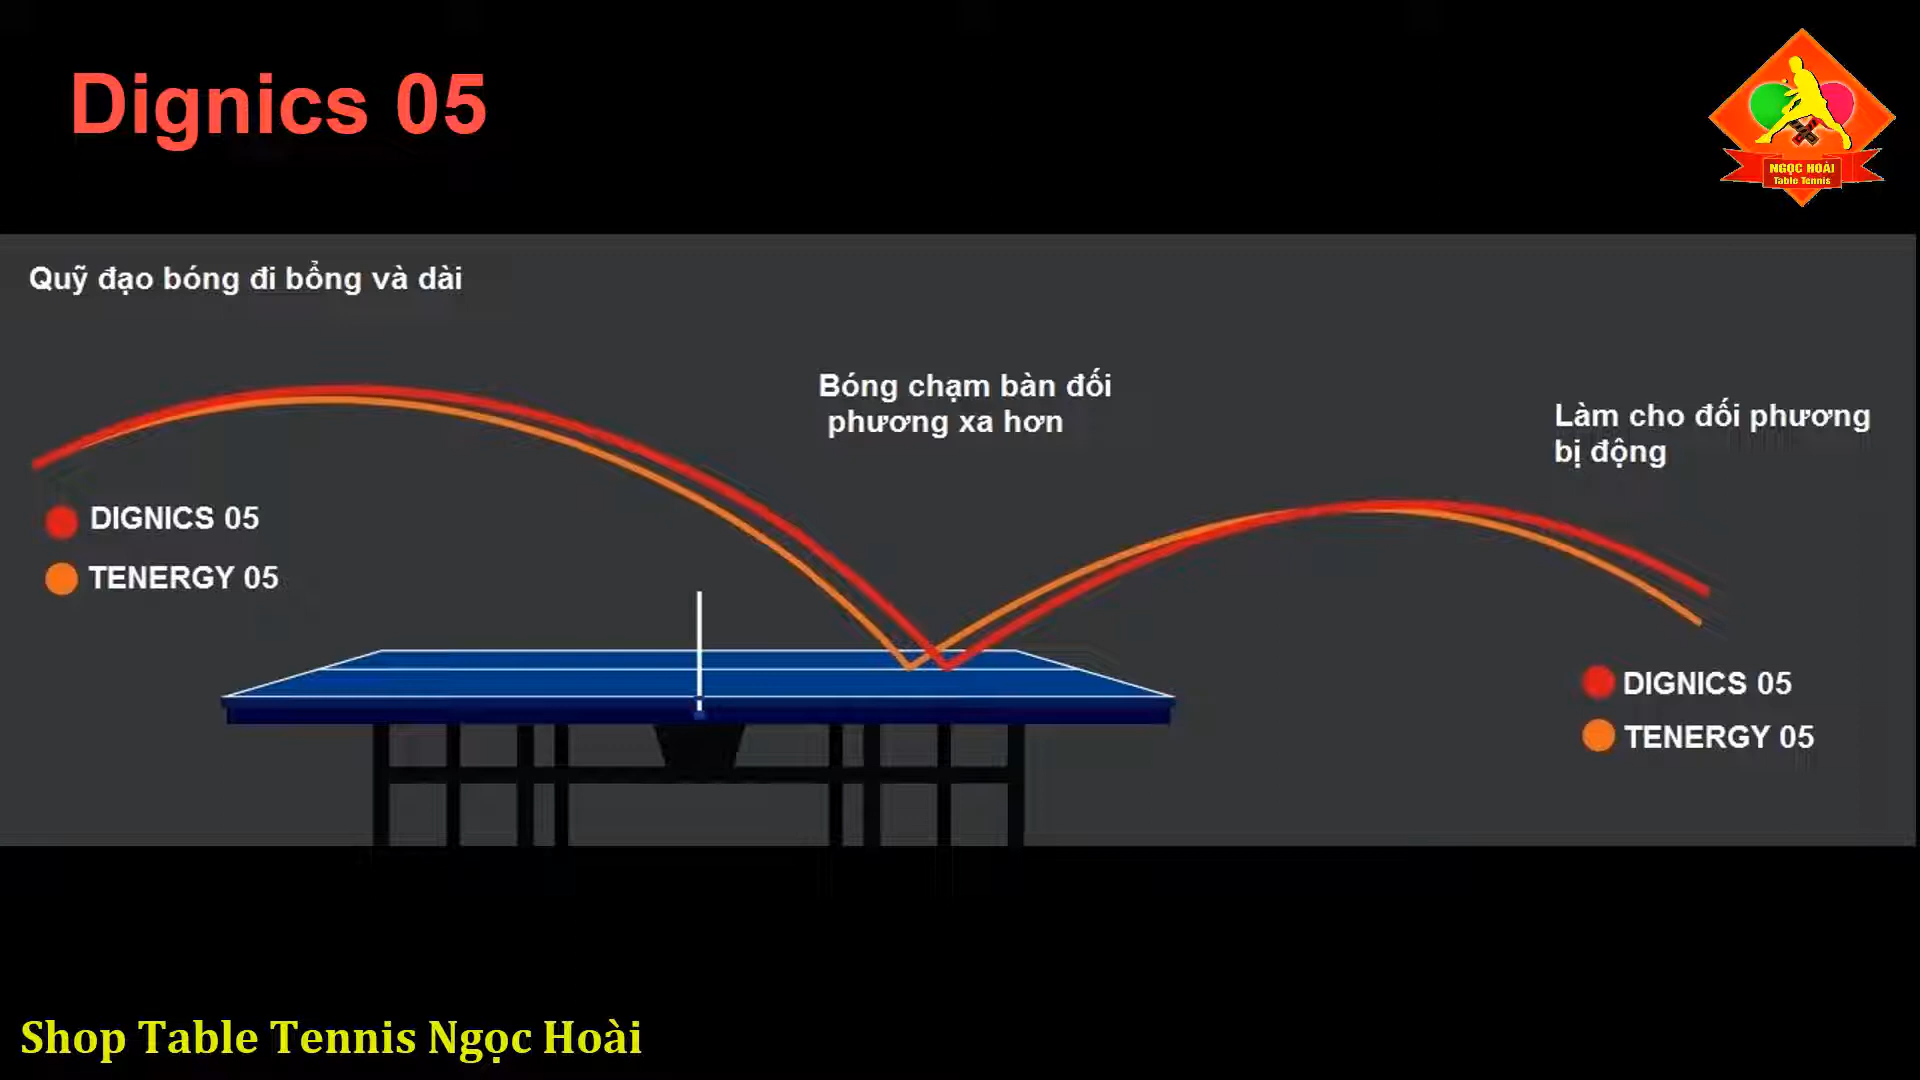 Dignics 05
NGỌC HOÀI
Table Tennis
Quỹ đạo bóng đi bổng và dài
Bóng chạm bàn đối
phương xa hơn
Làm cho đối phương
bị động
DIGNICS 05
TENERGY 05
DIGNICS 05
TENERGY 05
Shop Table Tennis Ngọc Hoài